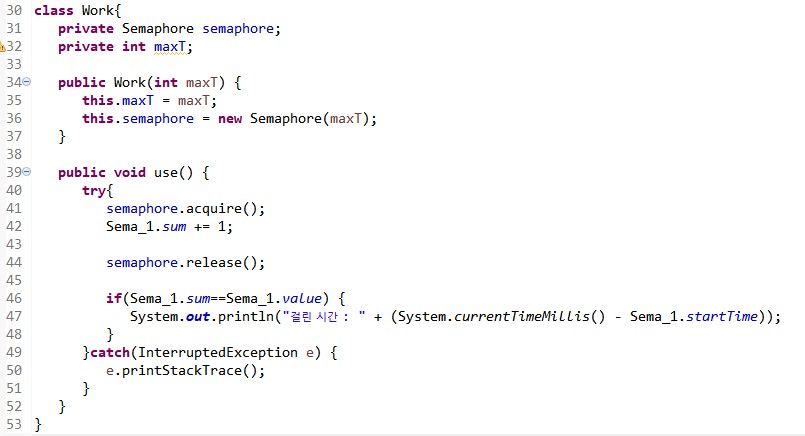 30 class Work{
31 private Semaphore semaphore;
32 private int maxT;
33
34 public Work(int maxT) {
35 this.maxT = maxT;
36 this.semaphore = new Semaphore(maxT);
37 }
38
39 public void use() {
40 try{
41 semaphore.acquire();
42 Sema_1.sum += 1;
43
44 semaphore.release();
45
46 if(Sema_1.sum==Sema_1.value) {
47 System.out.println("걸린 시간 : " + (System.currentTimeMillis() - Sema_1.startTime));
48 }
49 }catch(InterruptedException e) {
50 e.printStackTrace();
51 }
52 }
53 }